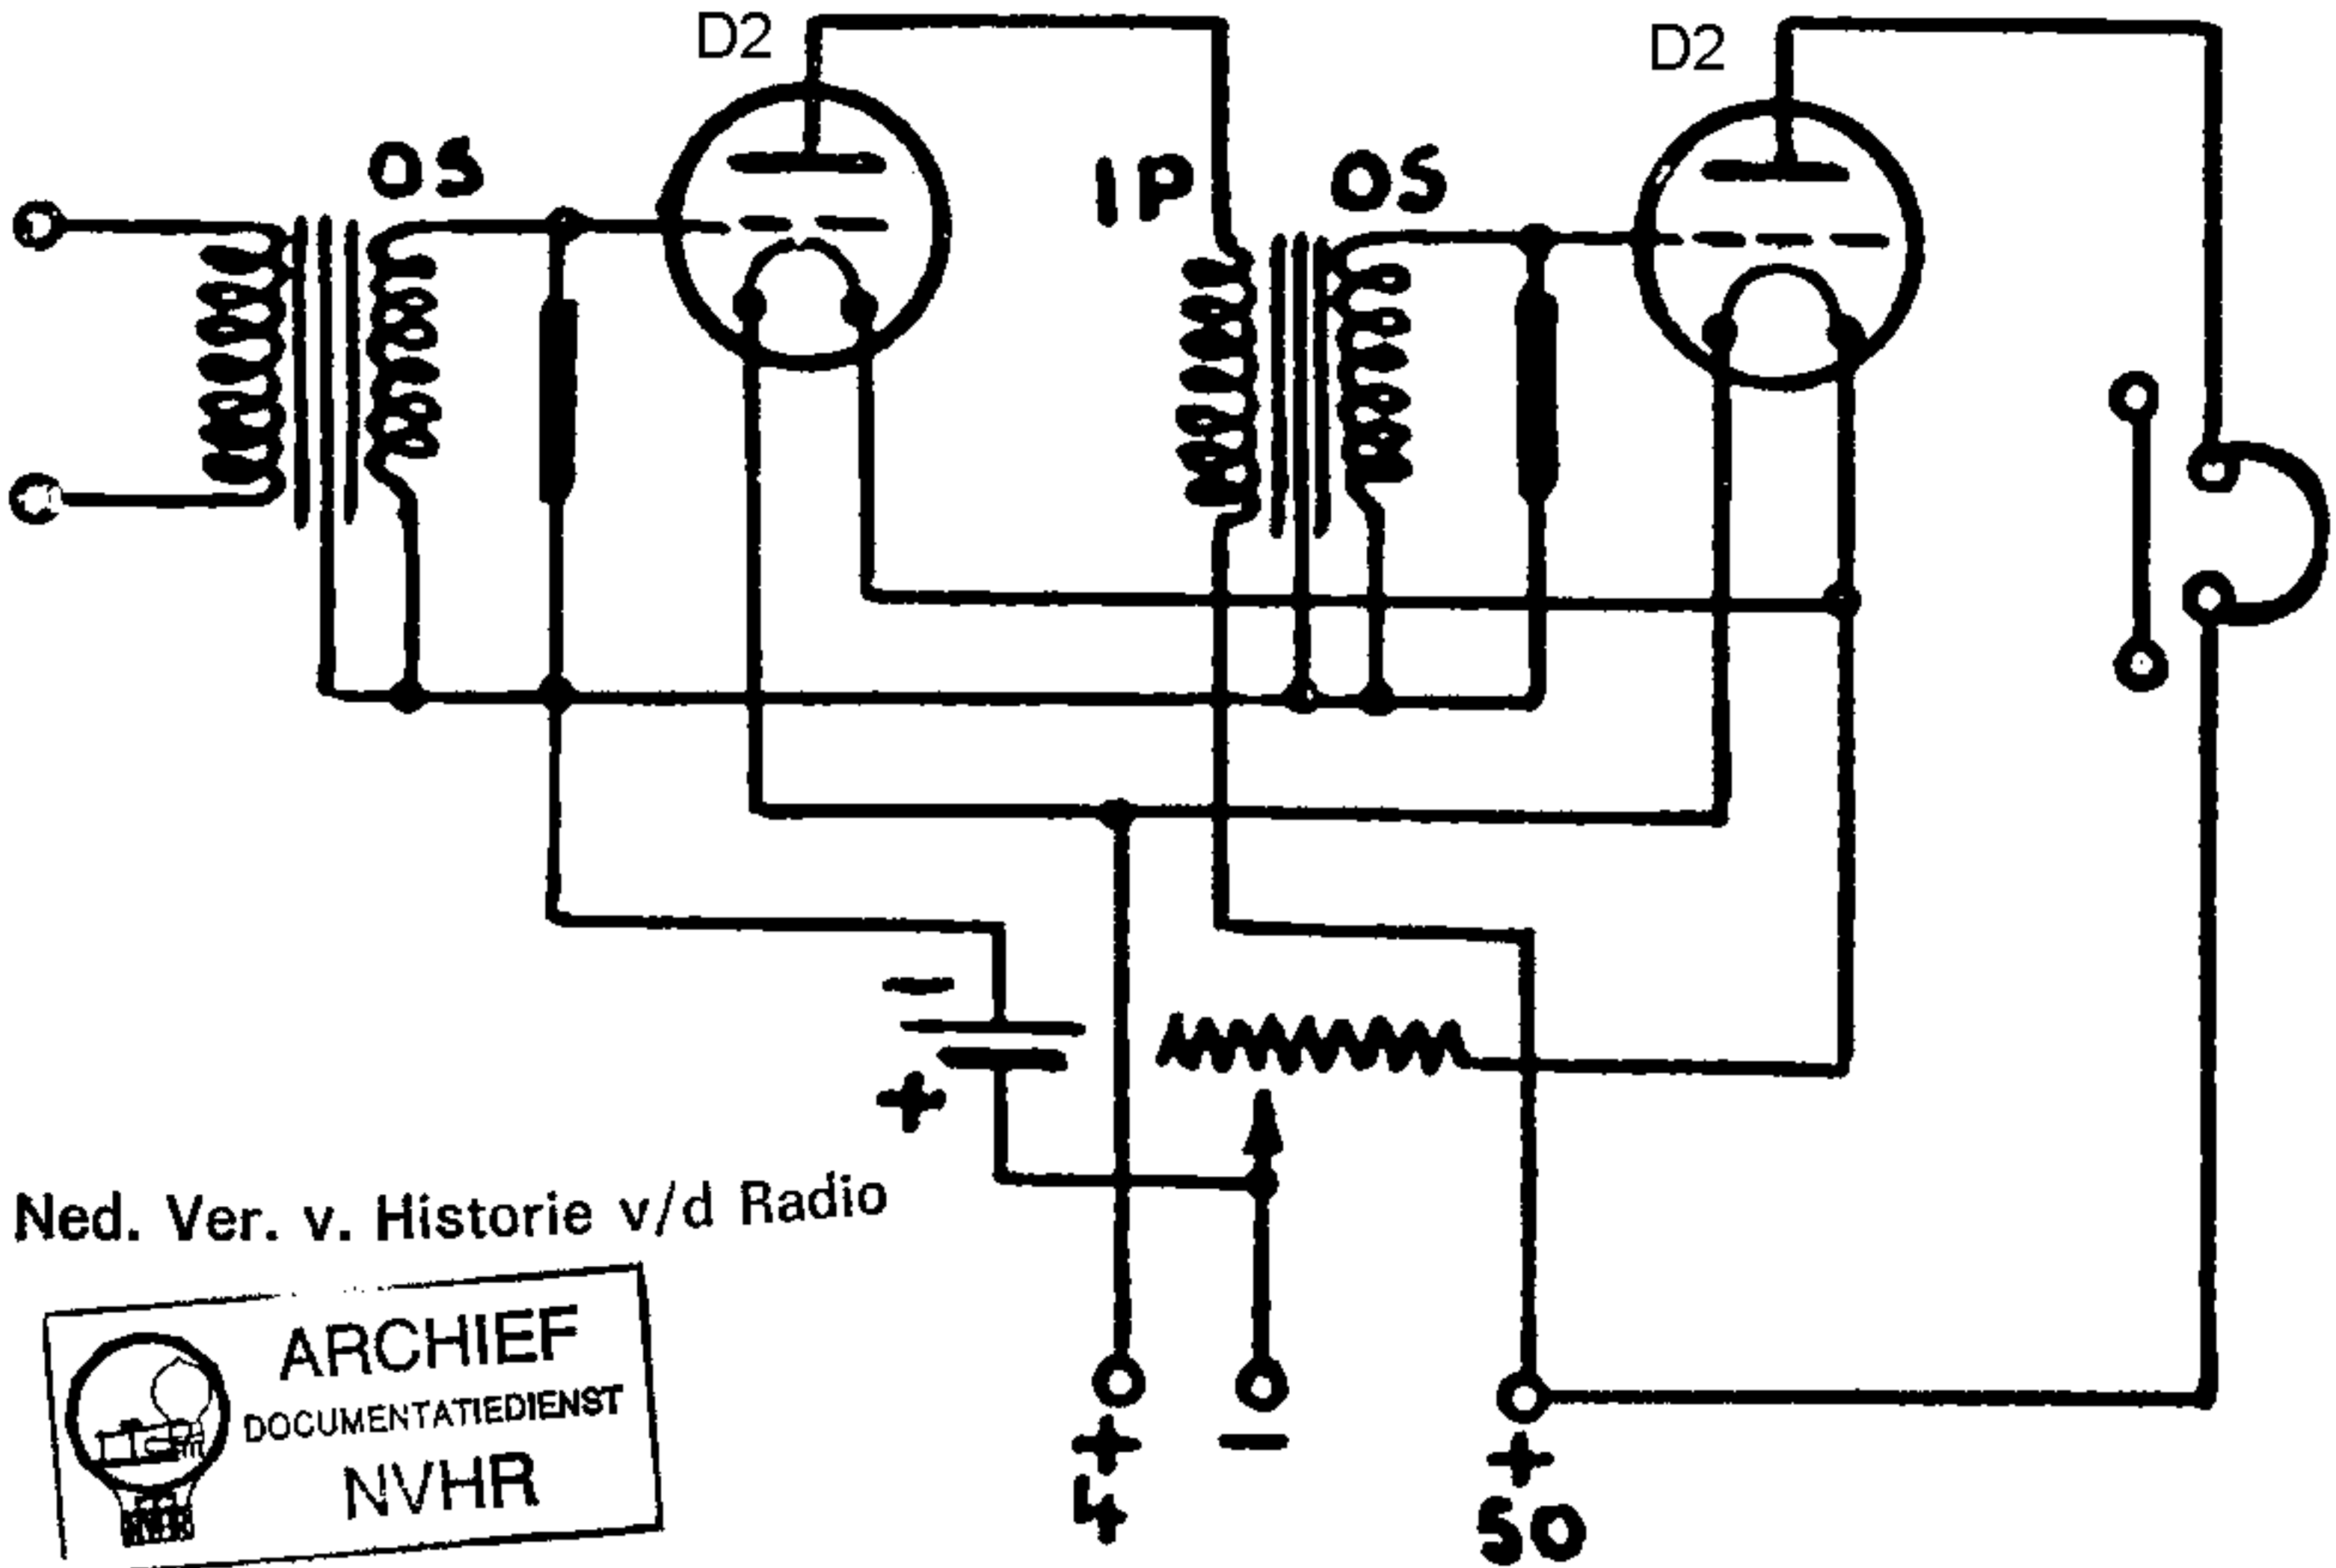 D2
D2
OS
IP
OS
−
+
Ned. Ver. v. Historie v/d Radio
ARCHIEF
DOCUMENTATIEDIENST
NVHR
+
−
+
4
50